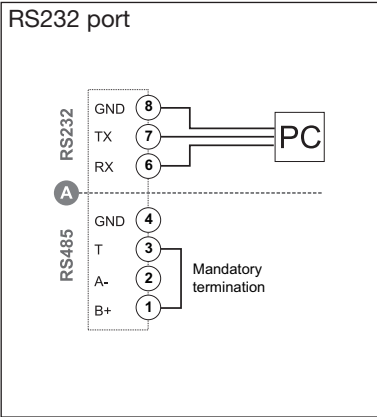 RS232 port
RS232
GND 8
TX 7
RX 6
PC
A
RS485
GND 4
T 3
A- 2
B+ 1
Mandatory
termination